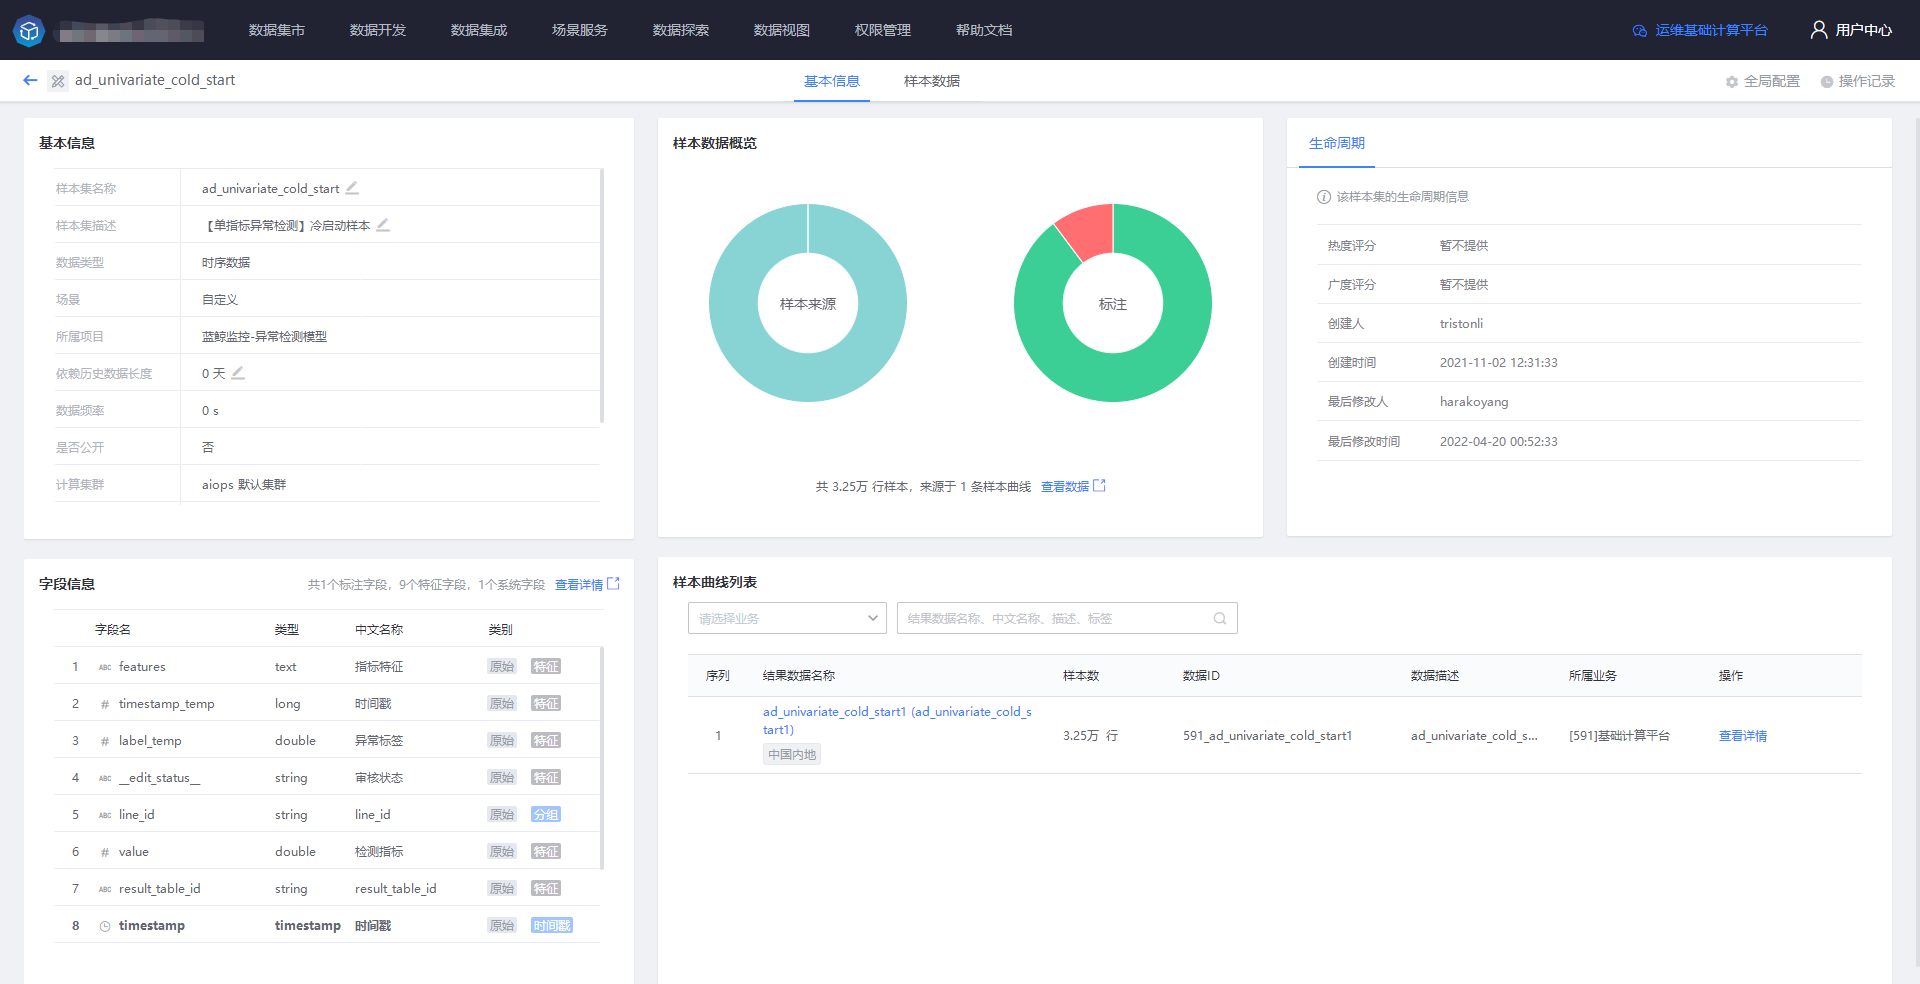 数据集市 数据开发 数据集成 场景服务 数据探索 数据视图 权限管理 帮助文档 运维基础计算平台 用户中心
ad_univariate_cold_start 基本信息 样本数据 全局配置 操作记录
基本信息
样本集名称 ad_univariate_cold_start
样本集描述 【单指标异常检测】冷启动样本
数据类型 时序数据
场景 自定义
所属项目 蓝鲸监控-异常检测模型
依赖历史数据长度 0 天
数据频率 0 s
是否公开 否
计算集群 aiops 默认集群
样本数据概览
样本来源
标注
共 3.25万 行样本，来源于 1 条样本曲线 查看数据
生命周期
该样本集的生命周期信息
热度评分 暂不提供
广度评分 暂不提供
创建人 tristonli
创建时间 2021-11-02 12:31:33
最后修改人 harakoyang
最后修改时间 2022-04-20 00:52:33
字段信息 共1个标注字段，9个特征字段，1个系统字段 查看详情
字段名 类型 中文名称 类别
1 ABC features text 指标特征 原始 特征
2 # timestamp_temp long 时间戳 原始 特征
3 # label_temp double 异常标签 原始 特征
4 ABC __edit_status__ string 审核状态 原始 特征
5 ABC line_id string line_id 原始 分组
6 # value double 检测指标 原始 特征
7 ABC result_table_id string result_table_id 原始 特征
8 timestamp timestamp 时间戳 原始 时间戳
样本曲线列表
请选择业务 结果数据名称、中文名称、描述、标签
序列 结果数据名称 样本数 数据ID 数据描述 所属业务 操作
1 ad_univariate_cold_start1 (ad_univariate_cold_s
tart1) 3.25万 行 591_ad_univariate_cold_start1 ad_univariate_cold_s... [591]基础计算平台 查看详情
中国内地